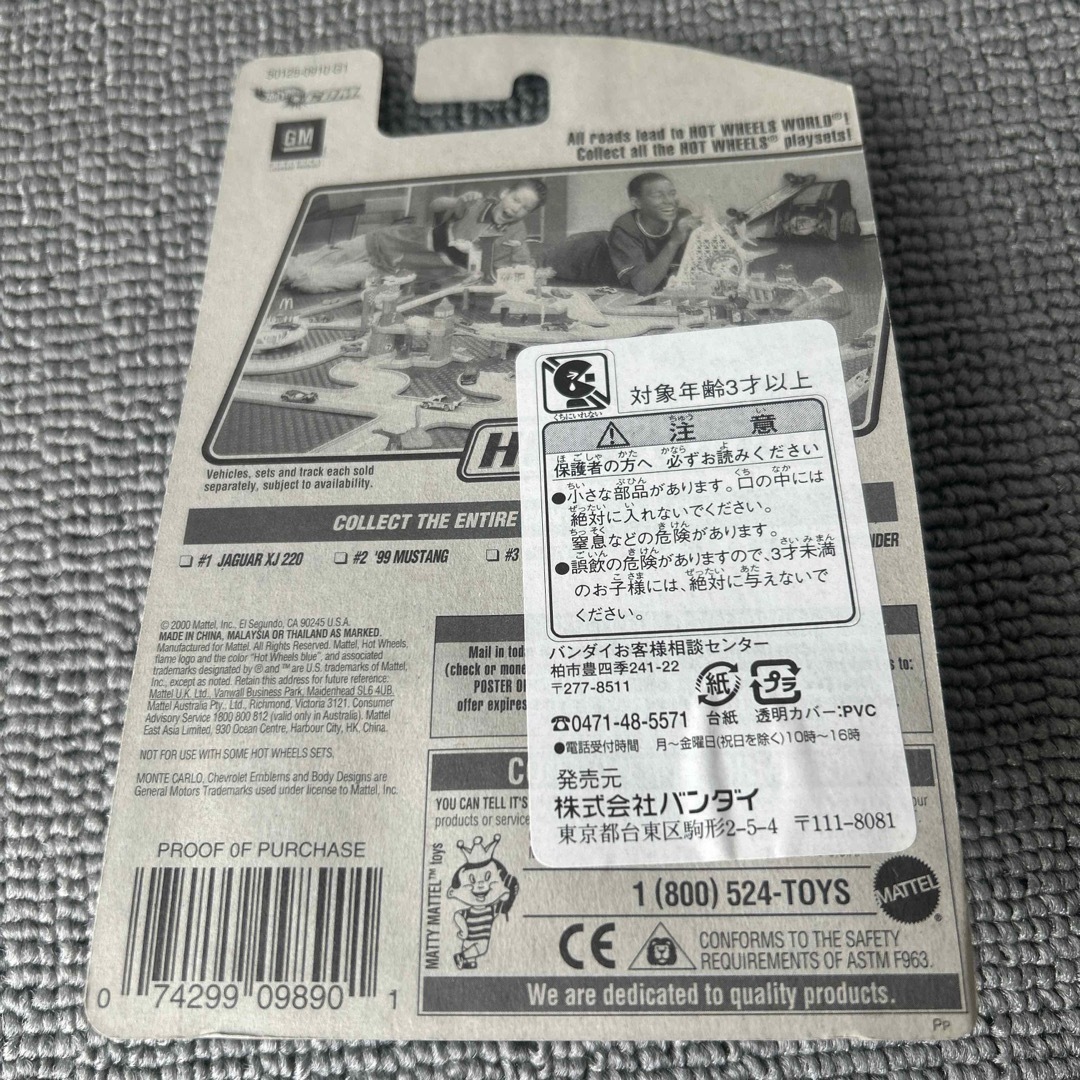 GM
All roads lead to HOT WHEELS WORLD®!
Collect all the HOT WHEELS® playsets!
Vehicles, sets and track each sold
separately, subject to availability.
H
COLLECT THE ENTIRE
❏ #1 JAGUAR XJ 220 ❏ #2 '99 MUSTANG ❏ #3
© 2000 Mattel, Inc., El Segundo, CA 90245 U.S.A.
MADE IN CHINA, MALAYSIA OR THAILAND AS MARKED.
Manufactured for Mattel. All Rights Reserved. Mattel, Hot Wheels,
flame logo and the color "Hot Wheels blue", and associated
trademarks designated by ® and ™ are U.S. trademarks of Mattel,
Inc., except as noted. Retain this address for future reference:
Mattel U.K. Ltd., Vanwall Business Park, Maidenhead SL6 4UB.
Mattel Australia Pty., Ltd., Richmond, Victoria 3121. Consumer
Advisory Service 1800 800 812 (valid only in Australia). Mattel
East Asia Limited, 930 Ocean Centre, Harbour City, HK, China.
NOT FOR USE WITH SOME HOT WHEELS SETS.
MONTE CARLO, Chevrolet Emblems and Body Designs are
General Motors Trademarks used under license to Mattel, Inc.
PROOF OF PURCHASE
0 74299 09890 1
Mail in
(check or
POSTER
offer expires
to:
YOU CAN TELL IT'S
products or service
MATTY MATTEL™ toys
1 (800) 524-TOYS
MATTEL
CE
CONFORMS TO THE SAFETY
REQUIREMENTS OF ASTM F963.
We are dedicated to quality products.
PP
くちにいれない
対象年齢3才以上
⚠ 注意
保護者の方へ 必ずお読みください
●小さな部品があります。口の中には
絶対に入れないでください。
窒息などの危険があります。
●誤飲の危険がありますので、3才未満
のお子様には、絶対に与えないで
ください。
バンダイお客様相談センター
柏市豊四季241-22
〒277-8511
☎0471-48-5571
紙 プラ
台紙 透明カバー:PVC
●電話受付時間 月〜金曜日(祝日を除く)10時〜16時
発売元
株式会社バンダイ
東京都台東区駒形2-5-4 〒111-8081